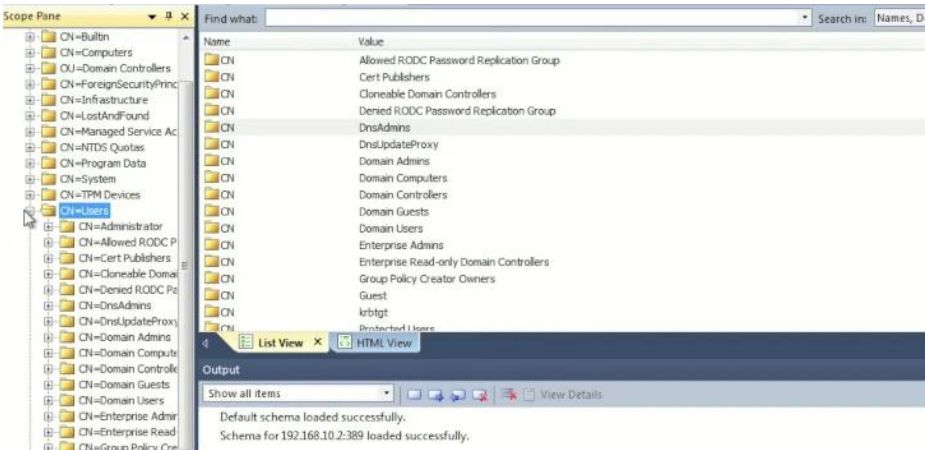 Scope Pane
CN=Builtin
CN=Computers
OU=Domain Controllers
CN=ForeignSecurityPrinc
CN=Infrastructure
CN=LostAndFound
CN=Managed Service Ac
CN=NTDS Quotas
CN=Program Data
CN=System
CN=TPM Devices
CN=Users
CN=Administrator
CN=Allowed RODC P
CN=Cert Publishers
CN=Cloneable Domai
CN=Denied RODC Pa
CN=DnsAdmins
CN=DnsUpdateProxy
CN=Domain Admins
CN=Domain Compute
CN=Domain Controlle
CN=Domain Guests
CN=Domain Users
CN=Enterprise Admir
CN=Enterprise Read
CN=Group Policy Cre
Find what: Search in: Names, D
Name Value
CN Allowed RODC Password Replication Group
CN Cert Publishers
CN Cloneable Domain Controllers
CN Denied RODC Password Replication Group
CN DnsAdmins
CN DnsUpdateProxy
CN Domain Admins
CN Domain Computers
CN Domain Controllers
CN Domain Guests
CN Domain Users
CN Enterprise Admins
CN Enterprise Read-only Domain Controllers
CN Group Policy Creator Owners
CN Guest
CN krbtgt
CN Protected Users
List View HTML View
Output
Show all items View Details
Default schema loaded successfully.
Schema for 192.168.10.2:389 loaded successfully.